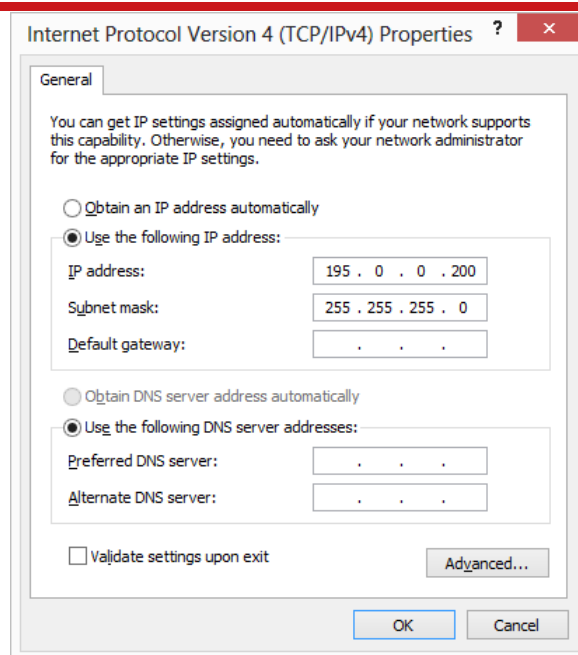 Internet Protocol Version 4 (TCP/IPv4) Properties ? ×
General
You can get IP settings assigned automatically if your network supports
this capability. Otherwise, you need to ask your network administrator
for the appropriate IP settings.
Obtain an IP address automatically
Use the following IP address:
IP address: 195 . 0 . 0 . 200
Subnet mask: 255 . 255 . 255 . 0
Default gateway: . . .
Obtain DNS server address automatically
Use the following DNS server addresses:
Preferred DNS server: . . .
Alternate DNS server: . . .
Validate settings upon exit
Advanced...
OK Cancel